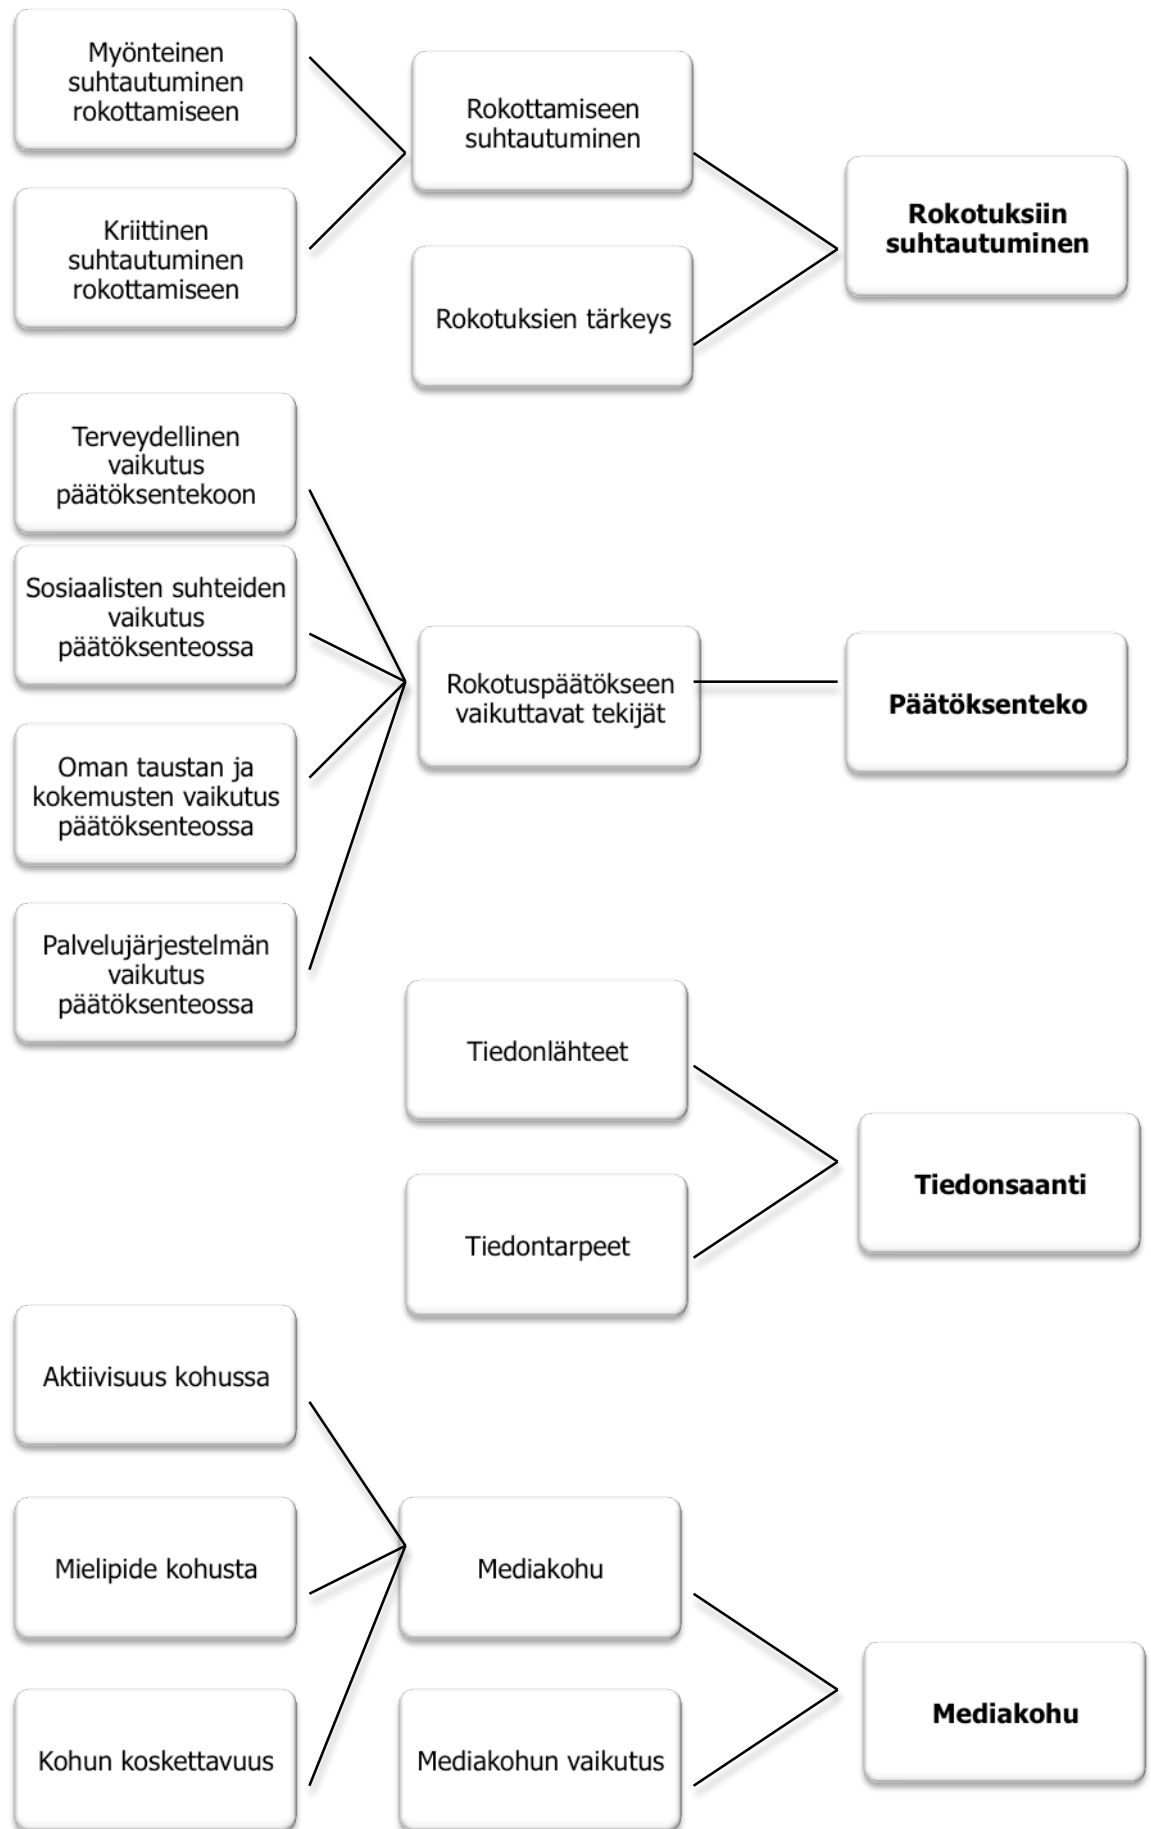 Myönteinen
suhtautuminen
rokottamiseen
Rokottamiseen
suhtautuminen
Rokotuksiin
suhtautuminen
Kriittinen
suhtautuminen
rokottamiseen
Rokotuksien tärkeys
Terveydellinen
vaikutus
päätöksentekoon
Sosiaalisten suhteiden
vaikutus
päätöksenteossa
Rokotuspäätökseen
vaikuttavat tekijät
Päätöksenteko
Oman taustan ja
kokemusten vaikutus
päätöksenteossa
Palvelujärjestelmän
vaikutus
päätöksenteossa
Tiedonlähteet
Tiedonsaanti
Tiedontarpeet
Aktiivisuus kohussa
Mielipide kohusta
Mediakohu
Mediakohu
Kohun koskettavuus
Mediakohun vaikutus